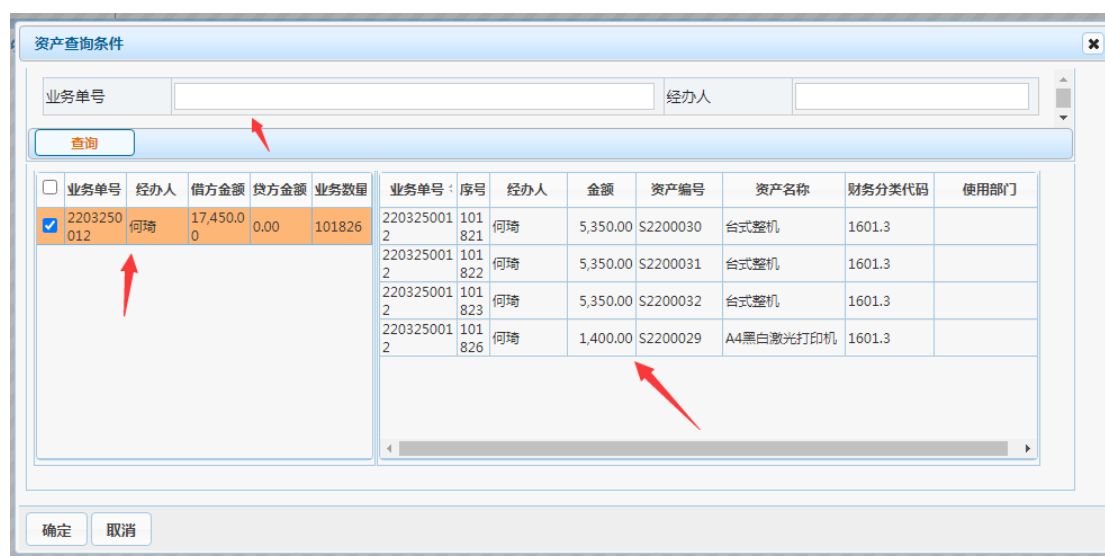 资产查询条件
业务单号 经办人
查询
业务单号 经办人 借方金额 贷方金额 业务数量 业务单号 序号 经办人 金额 资产编号 资产名称 财务分类代码 使用部门
2203250 何琦 17,450.0 0.00 101826
012 0
220325001 101 何琦 5,350.00 S2200030 台式整机 1601.3
2 821
220325001 101 何琦 5,350.00 S2200031 台式整机 1601.3
2 822
220325001 101 何琦 5,350.00 S2200032 台式整机 1601.3
2 823
220325001 101 何琦 1,400.00 S2200029 A4黑白激光打印机 1601.3
2 826
确定 取消